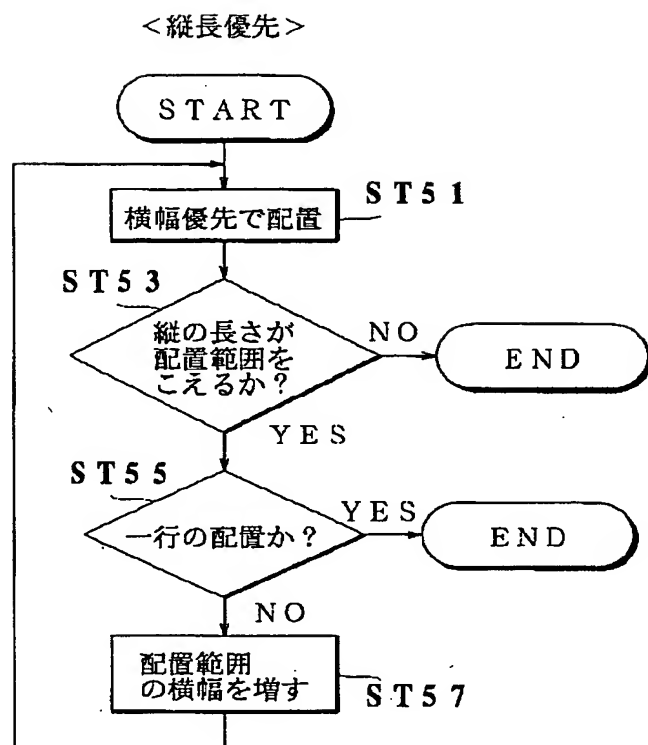 <縦長優先>
START
ST51
横幅優先で配置
ST53
縦の長さが
配置範囲を
こえるか?
NO
END
YES
ST55
一行の配置か?
YES
END
NO
配置範囲
の横幅を増す
ST57